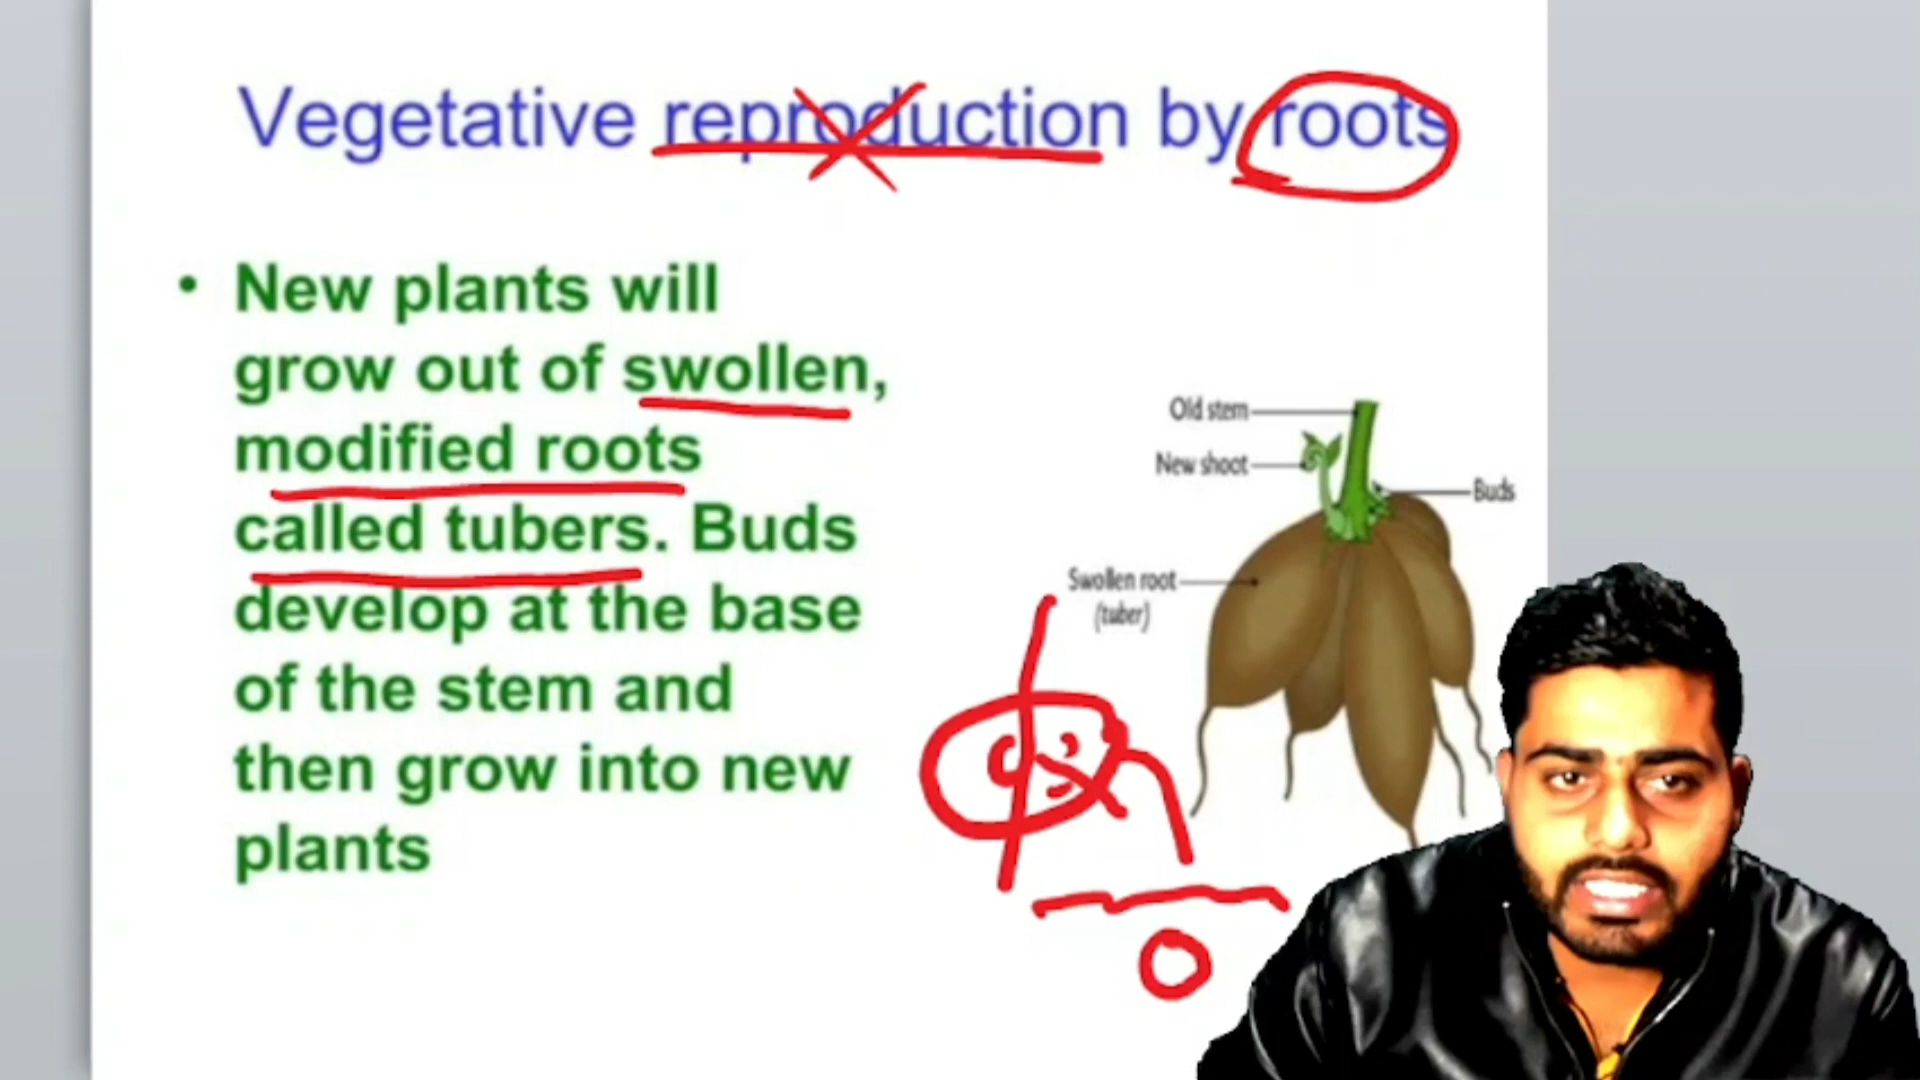 Vegetative reproduction by roots
• New plants will
grow out of swollen,
modified roots
called tubers. Buds
develop at the base
of the stem and
then grow into new
plants
Old stem
New shoot
Buds
Swollen root
(tuber)